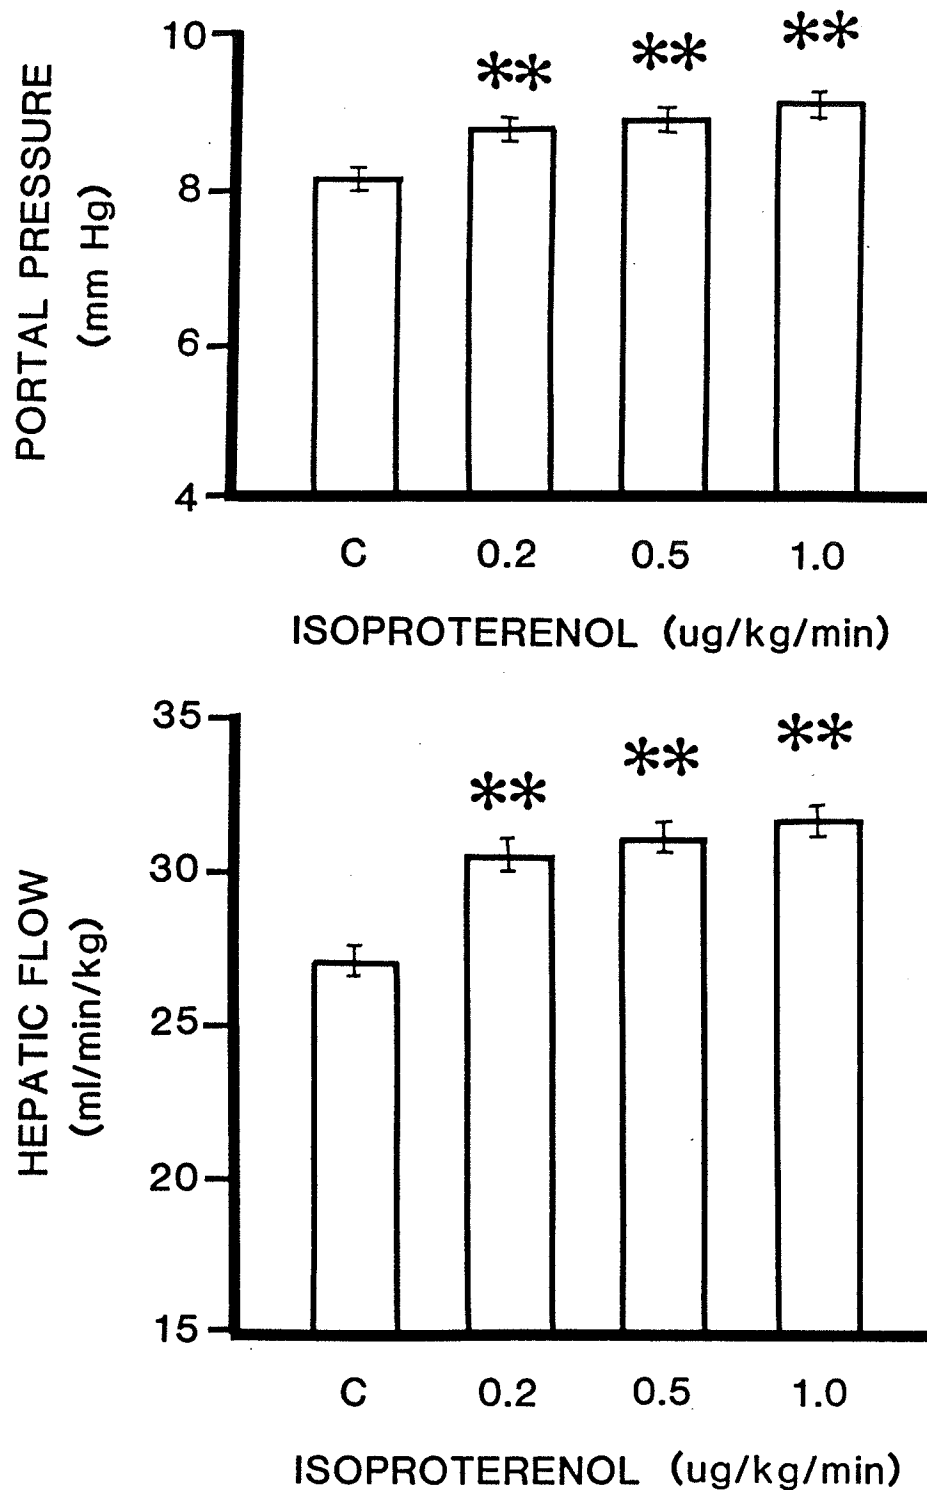 PORTAL PRESSURE
(mm Hg)
10
8
6
4
**
**
**
C 0.2 0.5 1.0
ISOPROTERENOL (ug/kg/min)
HEPATIC FLOW
(ml/min/kg)
35
30
25
20
15
**
**
**
C 0.2 0.5 1.0
ISOPROTERENOL (ug/kg/min)